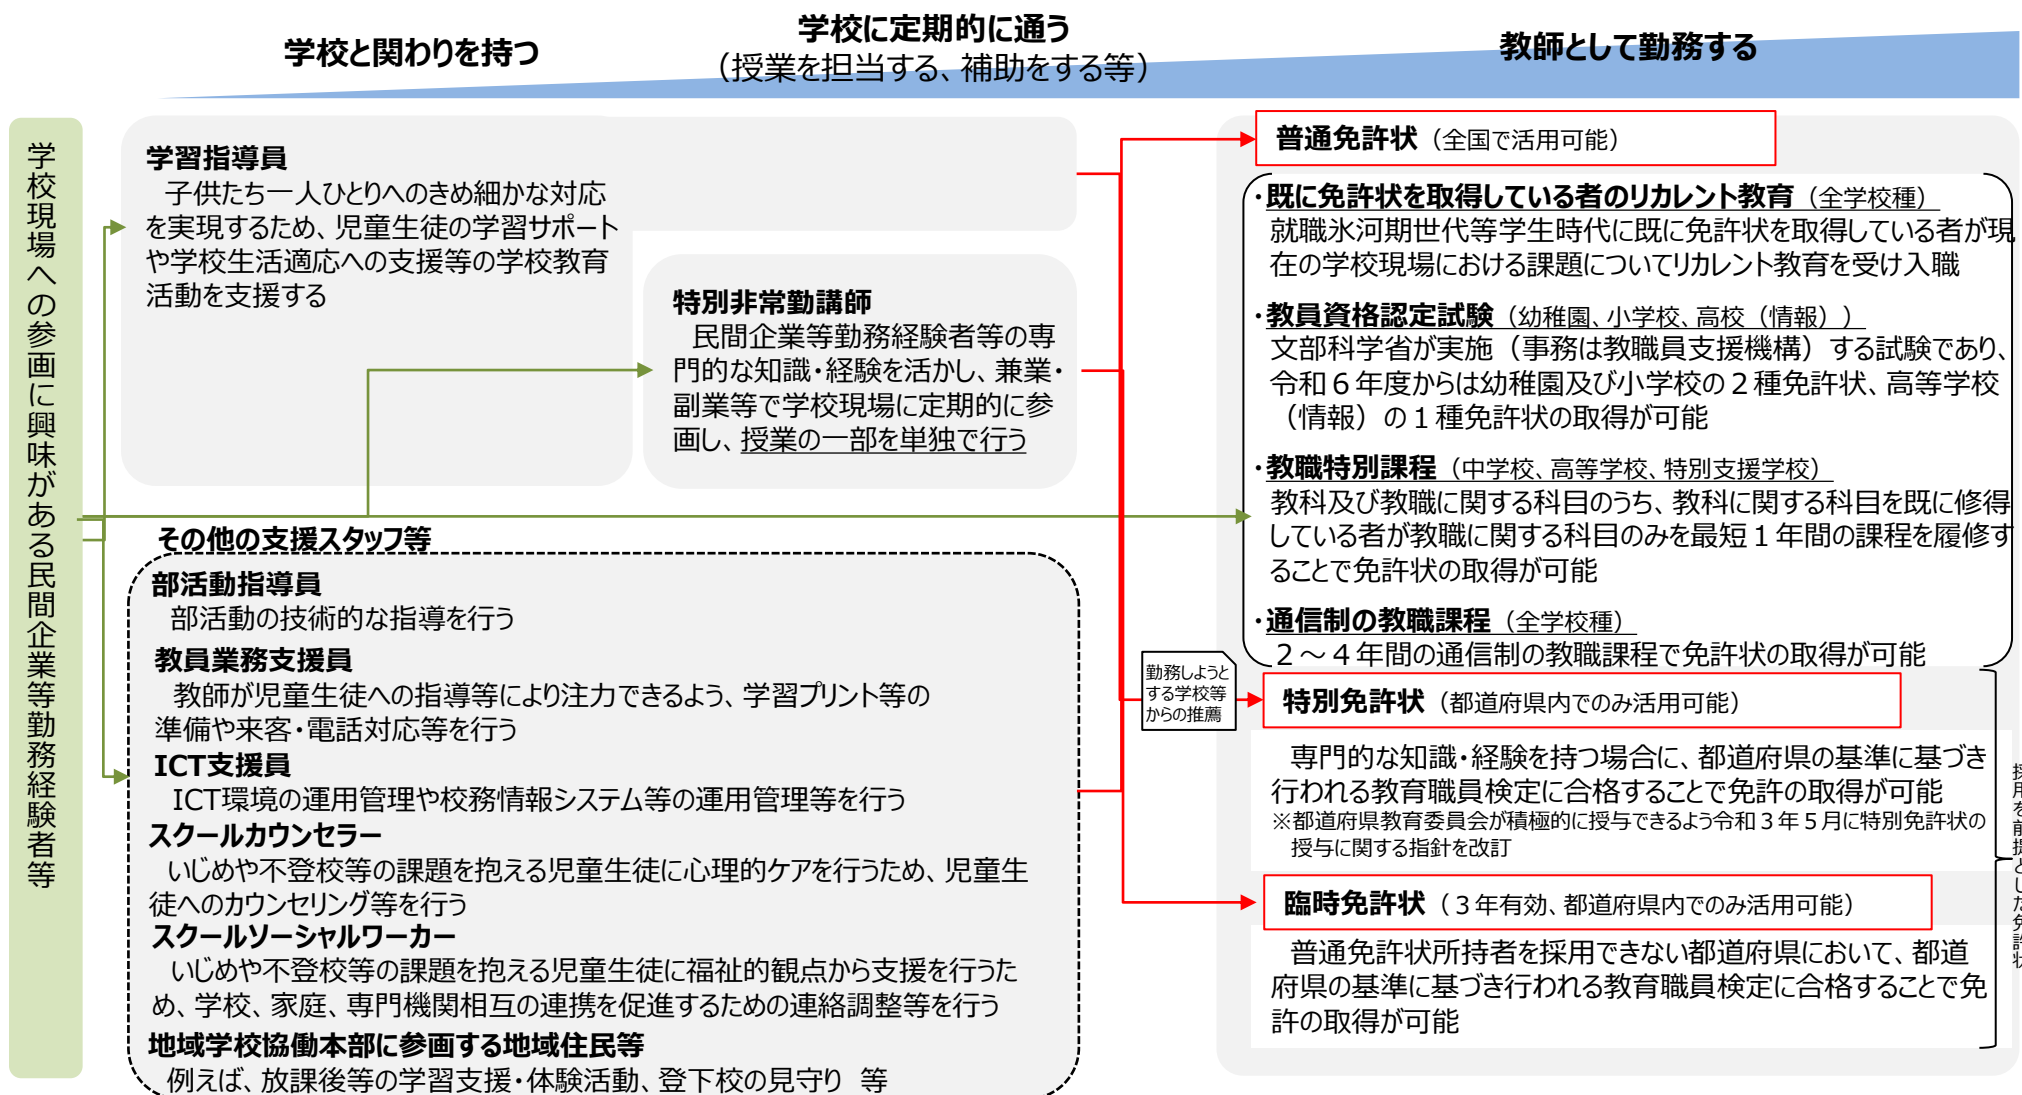 学校と関わりを持つ
学校に定期的に通う
（授業を担当する、補助をする等）
教師として勤務する
学校現場への参画に興味がある民間企業等勤務経験者等
学習指導員
子供たち一人ひとりへのきめ細かな対応
を実現するため、児童生徒の学習サポート
や学校生活適応への支援等の学校教育
活動を支援する
特別非常勤講師
民間企業等勤務経験者等の専
門的な知識・経験を活かし、兼業・
副業等で学校現場に定期的に参
画し、授業の一部を単独で行う
その他の支援スタッフ等
部活動指導員
部活動の技術的な指導を行う
教員業務支援員
教師が児童生徒への指導等により注力できるよう、学習プリント等の
準備や来客・電話対応等を行う
ICT支援員
ICT環境の運用管理や校務情報システム等の運用管理等を行う
スクールカウンセラー
いじめや不登校等の課題を抱える児童生徒に心理的ケアを行うため、児童生
徒へのカウンセリング等を行う
スクールソーシャルワーカー
いじめや不登校等の課題を抱える児童生徒に福祉的観点から支援を行うた
め、学校、家庭、専門機関相互の連携を促進するための連絡調整等を行う
地域学校協働本部に参画する地域住民等
例えば、放課後等の学習支援・体験活動、登下校の見守り 等
普通免許状（全国で活用可能）
・既に免許状を取得している者のリカレント教育（全学校種）
就職氷河期世代等学生時代に既に免許状を取得している者が現
在の学校現場における課題についてリカレント教育を受け入職
・教員資格認定試験（幼稚園、小学校、高校（情報））
文部科学省が実施（事務は教職員支援機構）する試験であり、
令和６年度からは幼稚園及び小学校の２種免許状、高等学校
（情報）の１種免許状の取得が可能
・教職特別課程（中学校、高等学校、特別支援学校）
教科及び教職に関する科目のうち、教科に関する科目を既に修得
している者が教職に関する科目のみを最短１年間の課程を履修す
ることで免許状の取得が可能
・通信制の教職課程（全学校種）
２～４年間の通信制の教職課程で免許状の取得が可能
勤務しようと
する学校等
からの推薦
特別免許状（都道府県内でのみ活用可能）
専門的な知識・経験を持つ場合に、都道府県の基準に基づき
行われる教育職員検定に合格することで免許の取得が可能
※都道府県教育委員会が積極的に授与できるよう令和３年５月に特別免許状の
授与に関する指針を改訂
臨時免許状（３年有効、都道府県内でのみ活用可能）
普通免許状所持者を採用できない都道府県において、都道
府県の基準に基づき行われる教育職員検定に合格することで免
許の取得が可能
採用を前提とした免許状